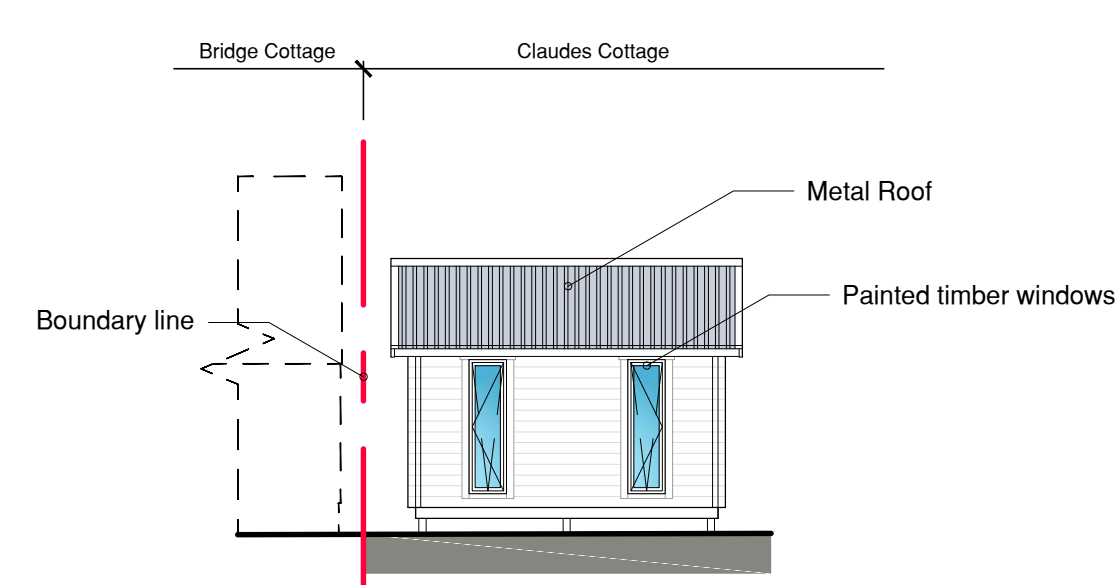 Bridge Cottage
Claudes Cottage
Metal Roof
Painted timber windows
Boundary line